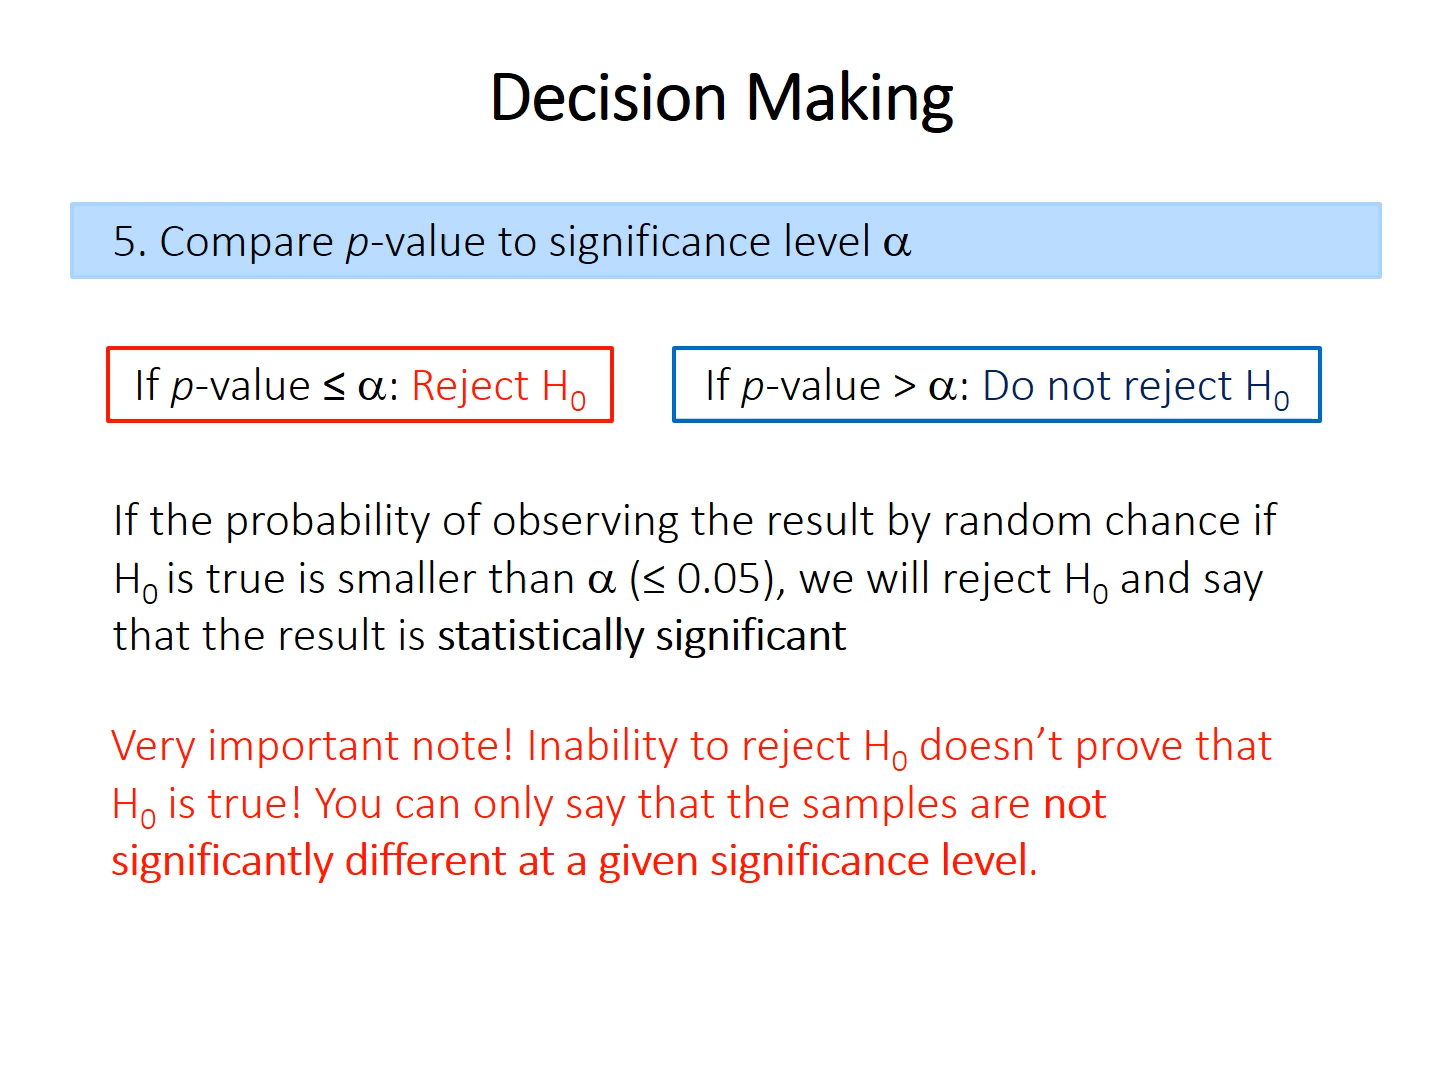 Decision Making
5. Compare p-value to significance level α
If p-value ≤ α: Reject H₀
If p-value > α: Do not reject H₀
If the probability of observing the result by random chance if
H₀ is true is smaller than α (≤ 0.05), we will reject H₀ and say
that the result is statistically significant
Very important note! Inability to reject H₀ doesn’t prove that
H₀ is true! You can only say that the samples are not
significantly different at a given significance level.